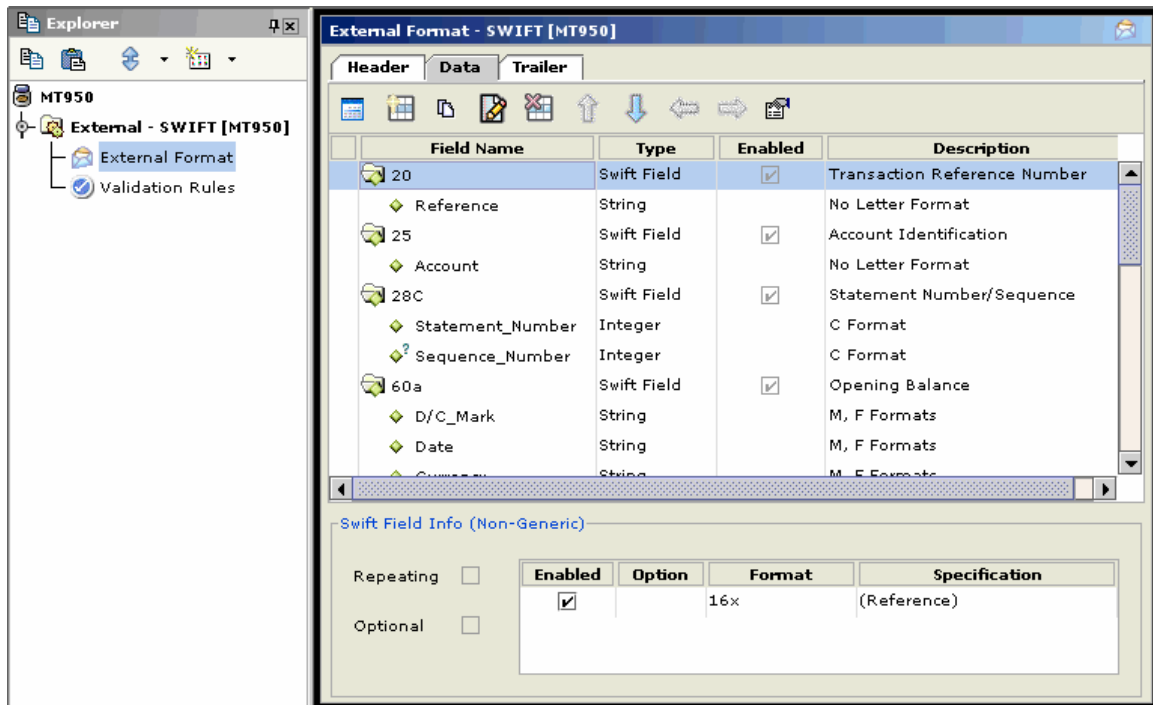 Explorer
MT950
External - SWIFT [MT950]
External Format
Validation Rules
External Format - SWIFT [MT950]
Header Data Trailer
Field Name Type Enabled Description
20 Swift Field Transaction Reference Number
Reference String No Letter Format
25 Swift Field Account Identification
Account String No Letter Format
28C Swift Field Statement Number/Sequence
Statement_Number Integer C Format
? Sequence_Number Integer C Format
60a Swift Field Opening Balance
D/C_Mark String M, F Formats
Date String M, F Formats
Currency String M, F Formats
Swift Field Info (Non-Generic)
Repeating
Optional
Enabled Option Format Specification
16x (Reference)